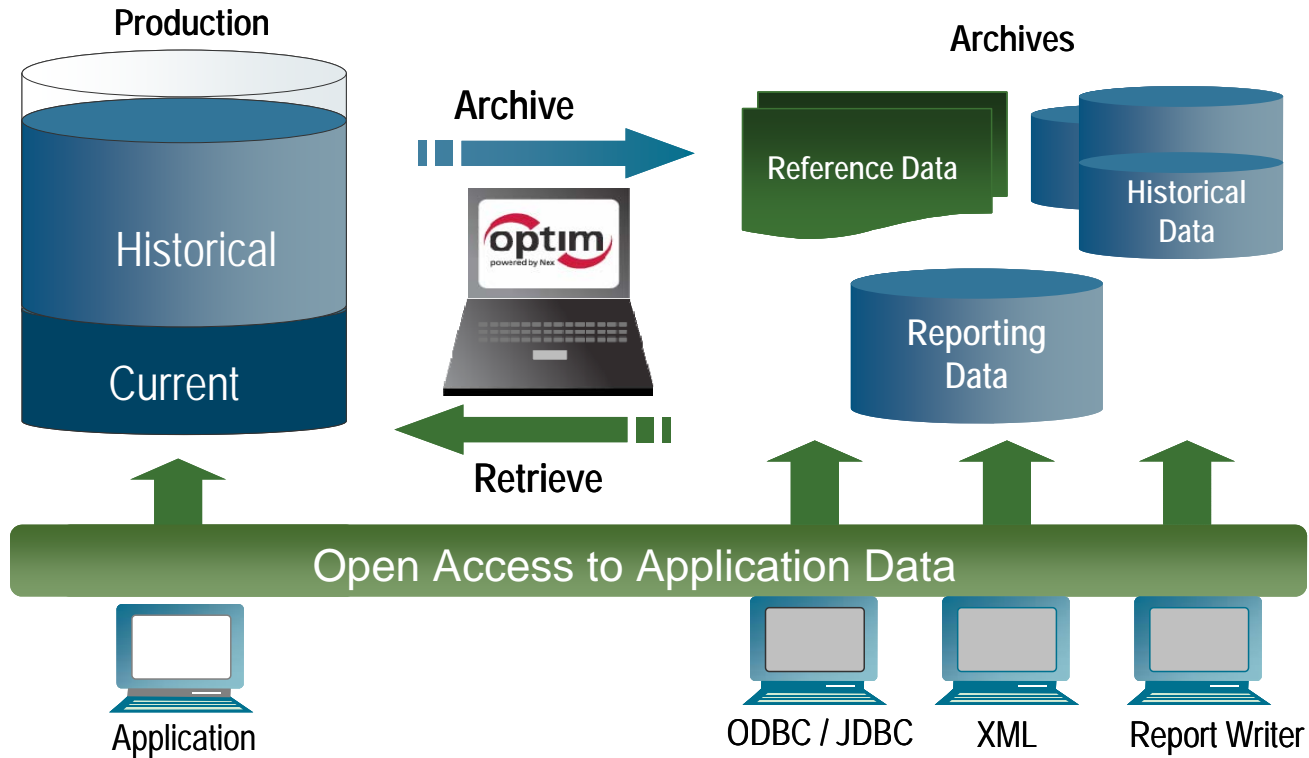 Production
Archives
Archive
Reference Data
Historical
Data
Historical
optim
powered by Nex
Reporting
Data
Current
Retrieve
Open Access to Application Data
Application
ODBC / JDBC
XML
Report Writer